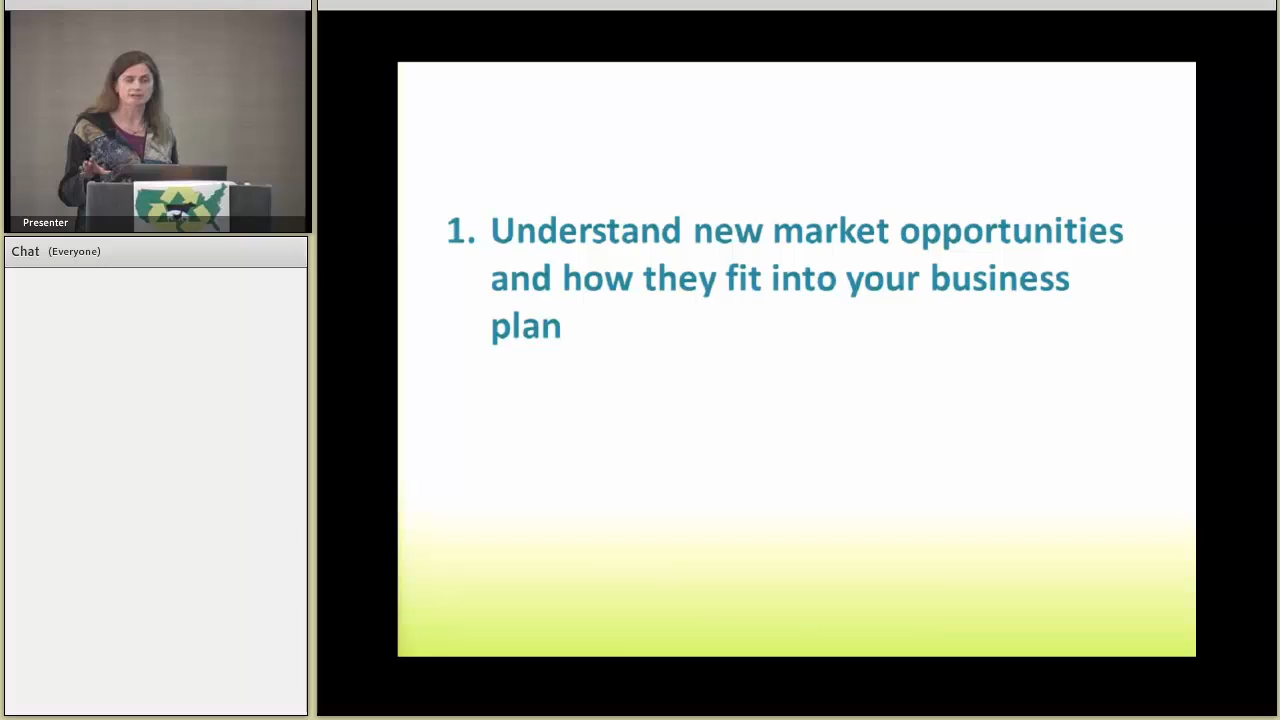 Presenter
Chat (Everyone)
1. Understand new market opportunities
and how they fit into your business
plan